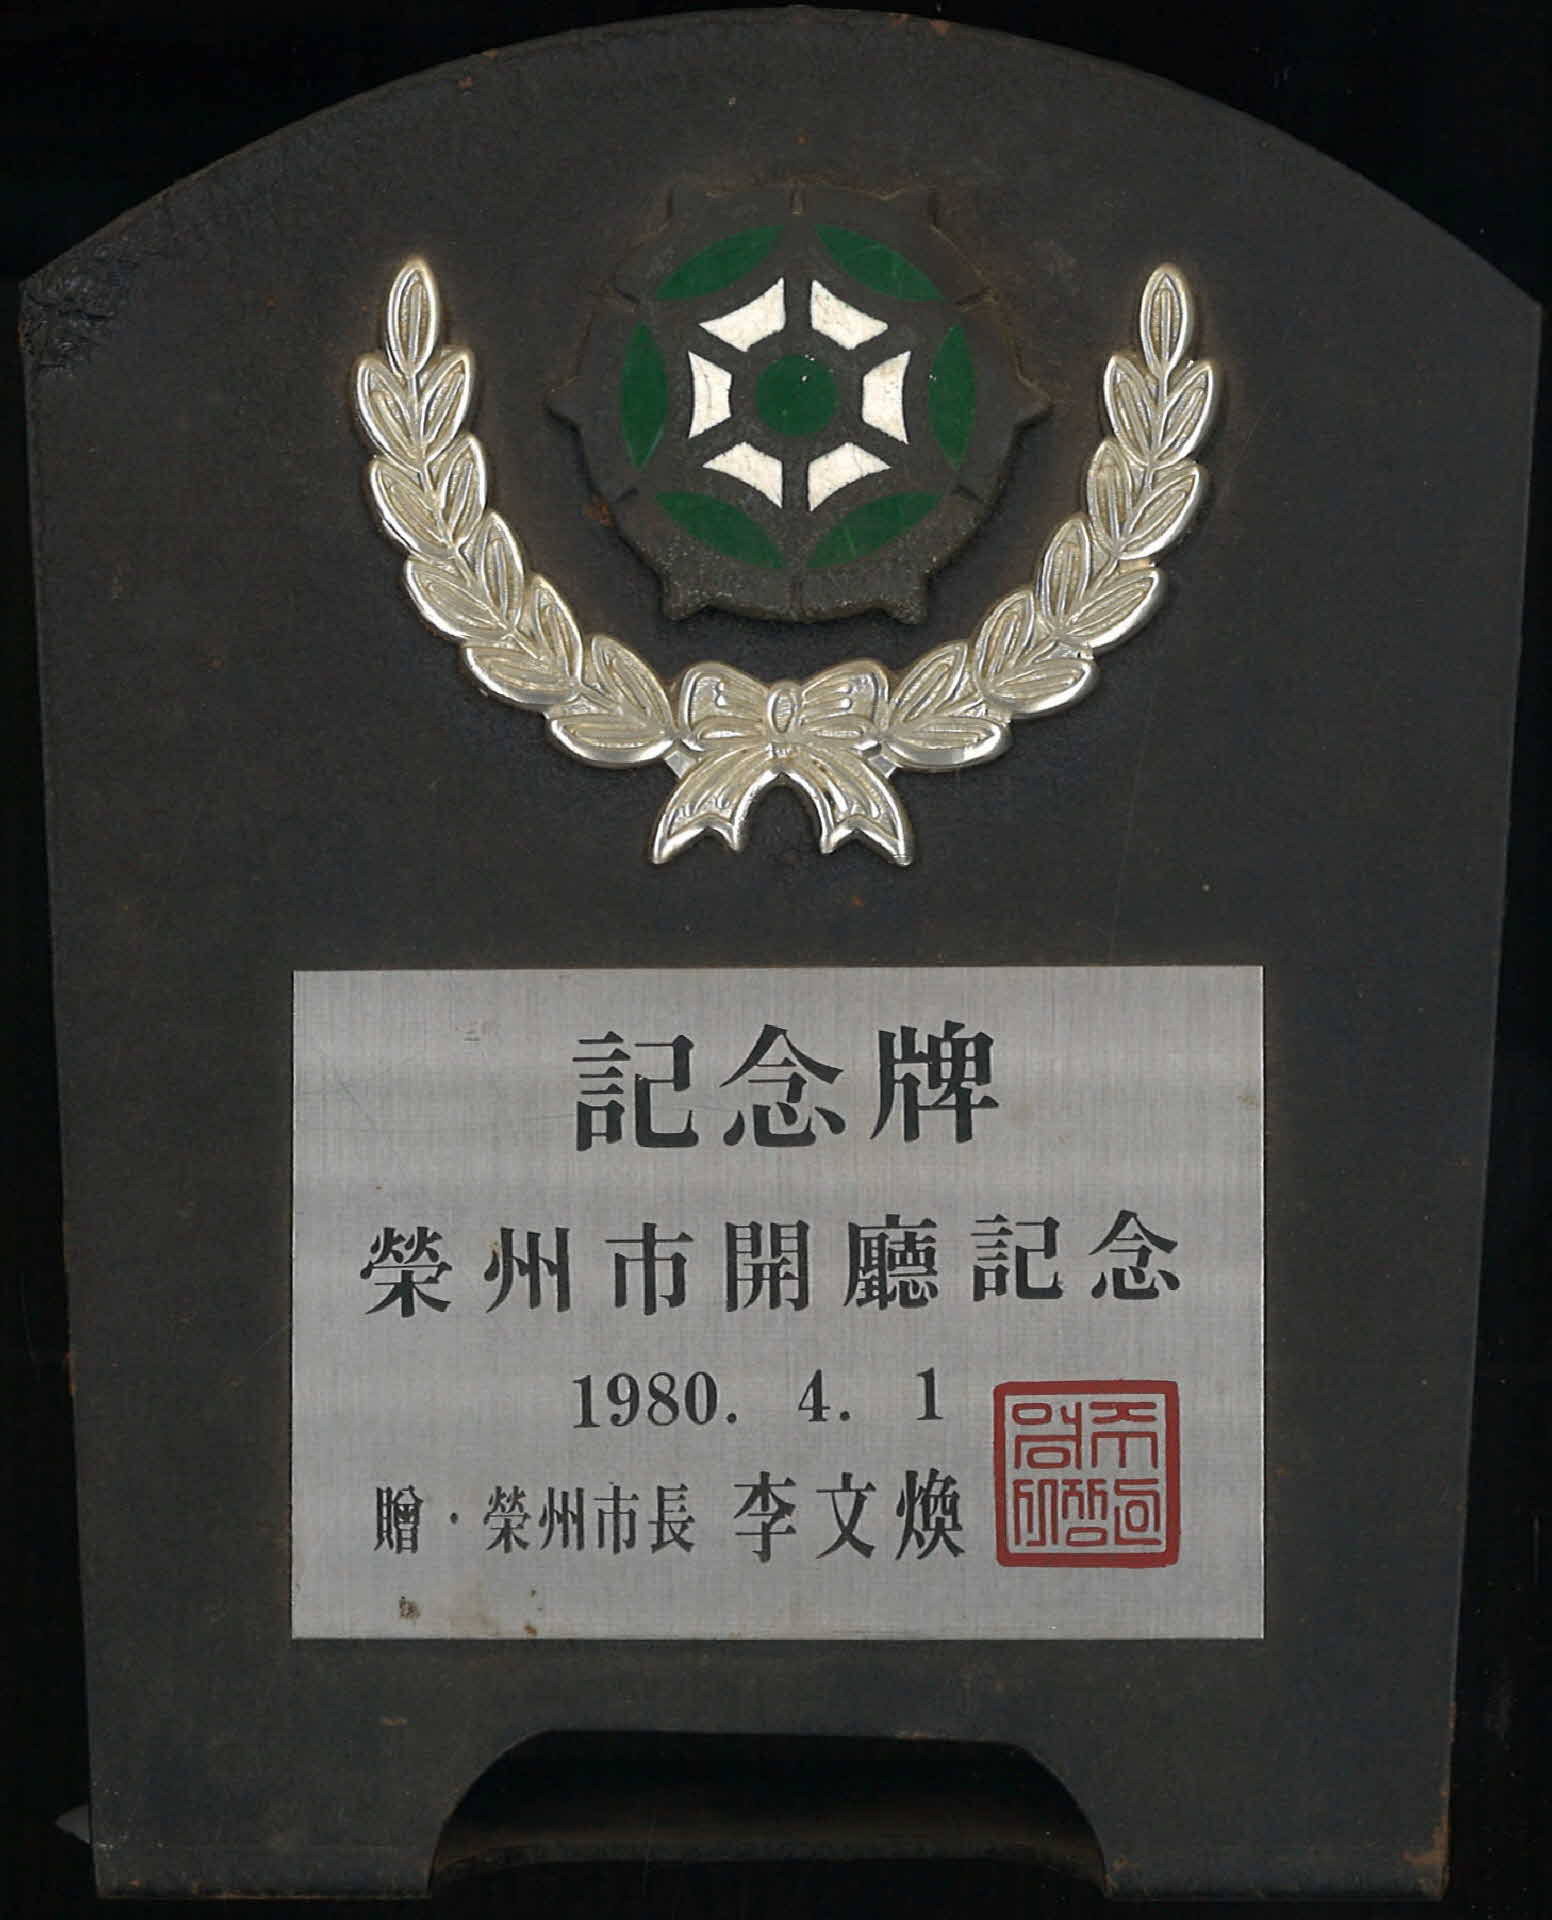 記念牌
榮州市開廳記念
1980. 4. 1
贈·榮州市長 李文煥